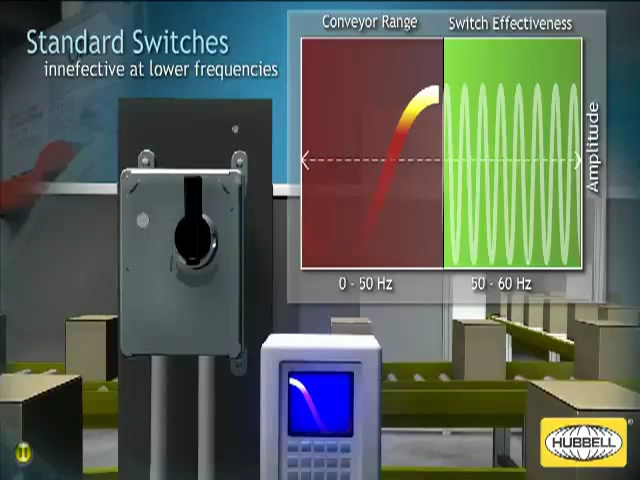 Standard Switches
innefective at lower frequencies
Conveyor Range
Switch Effectiveness
Amplitude
0 - 50 Hz
50 - 60 Hz
HUBBELL
®